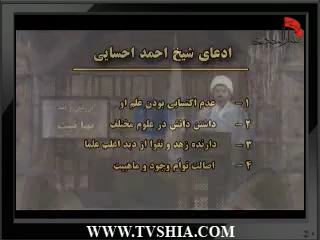 ادعای شیخ احمد احسایی
۱ – عدم اکتسابی بودن علم او
۲ – داشتن دانش در علوم مختلف
۳ – دارنده زهد و تقوا از دید اغلب علما
۴ – اصالت توأم وجود و ماهییت
WWW.TVSHIA.COM